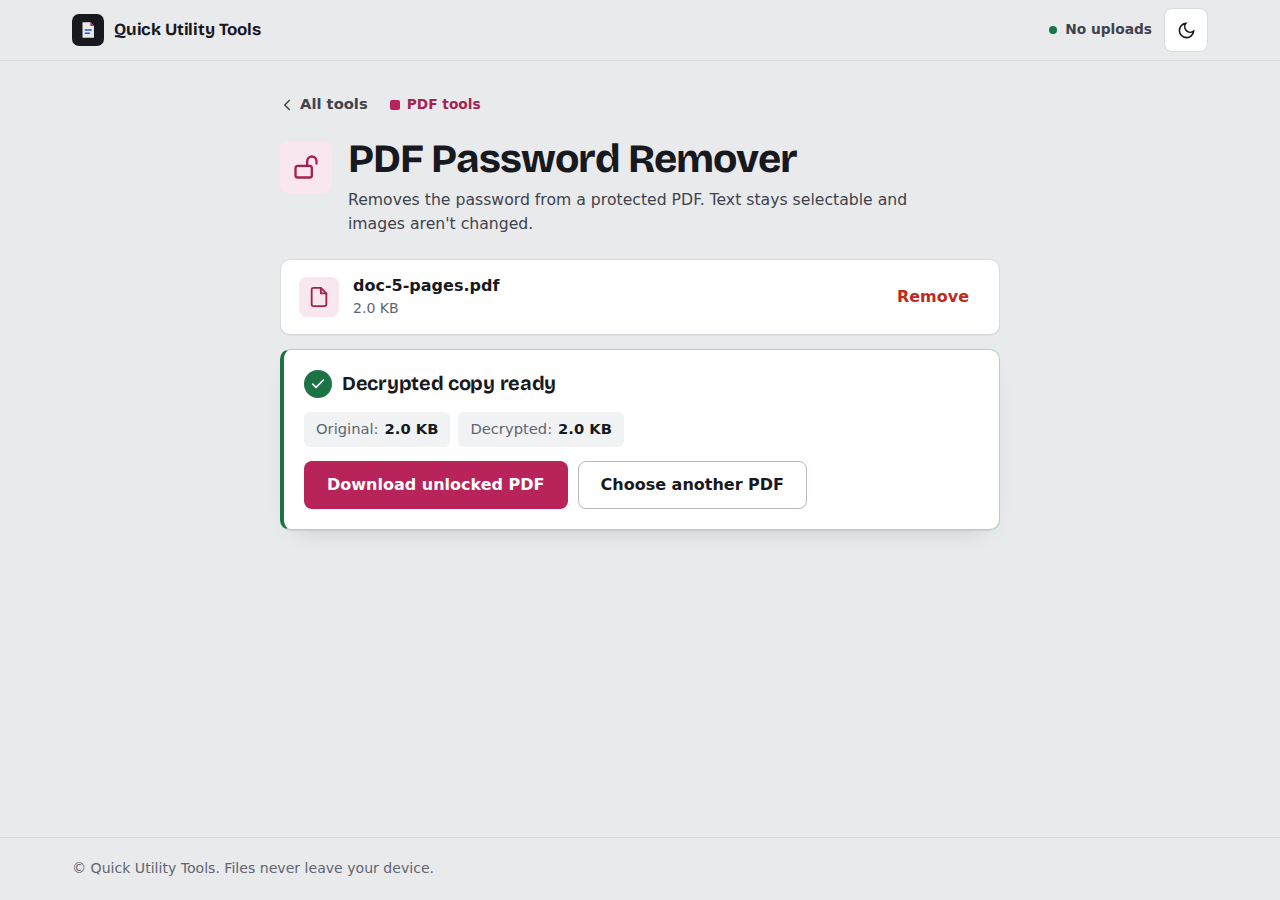 Quick Utility Tools
No uploads
All tools
PDF tools
PDF Password Remover
Removes the password from a protected PDF. Text stays selectable and
images aren't changed.
doc-5-pages.pdf
2.0 KB
Remove
Decrypted copy ready
Original: 2.0 KB
Decrypted: 2.0 KB
Download unlocked PDF
Choose another PDF
© Quick Utility Tools. Files never leave your device.